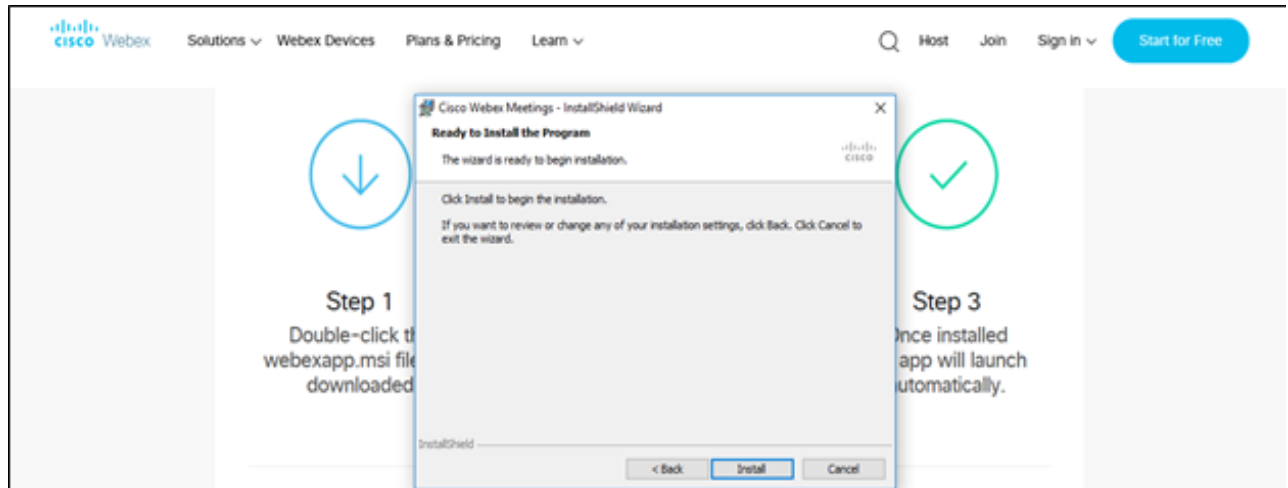 CISCO Webex Solutions Webex Devices Plans & Pricing Learn Host Join Sign in Start for Free
Cisco Webex Meetings - InstallShield Wizard
Ready to Install the Program
The wizard is ready to begin installation.
CISCO
Click Install to begin the installation.
If you want to review or change any of your installation settings, click Back. Click Cancel to
exit the wizard.
Step 1
Double-click th
webexapp.msi file
downloaded
Step 3
Once installed
app will launch
utomatically.
InstallShield
< Back Install Cancel